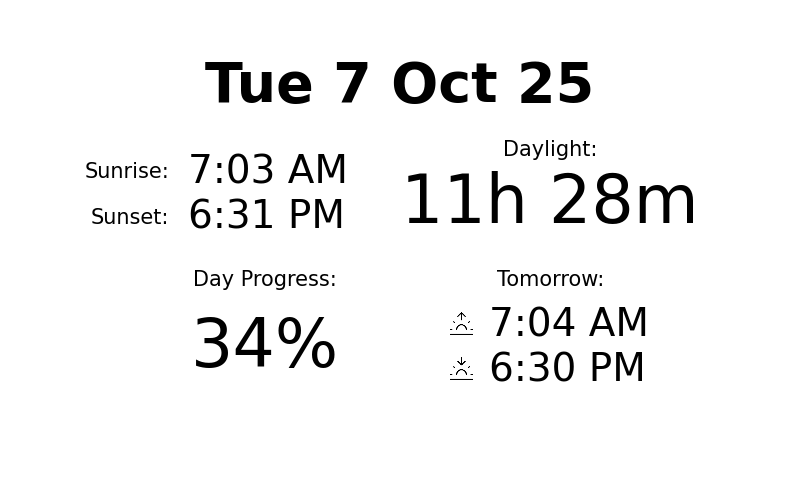 Tue 7 Oct 25
Sunrise: 7:03 AM
Sunset: 6:31 PM
Daylight:
11h 28m
Day Progress:
34%
Tomorrow:
7:04 AM
6:30 PM